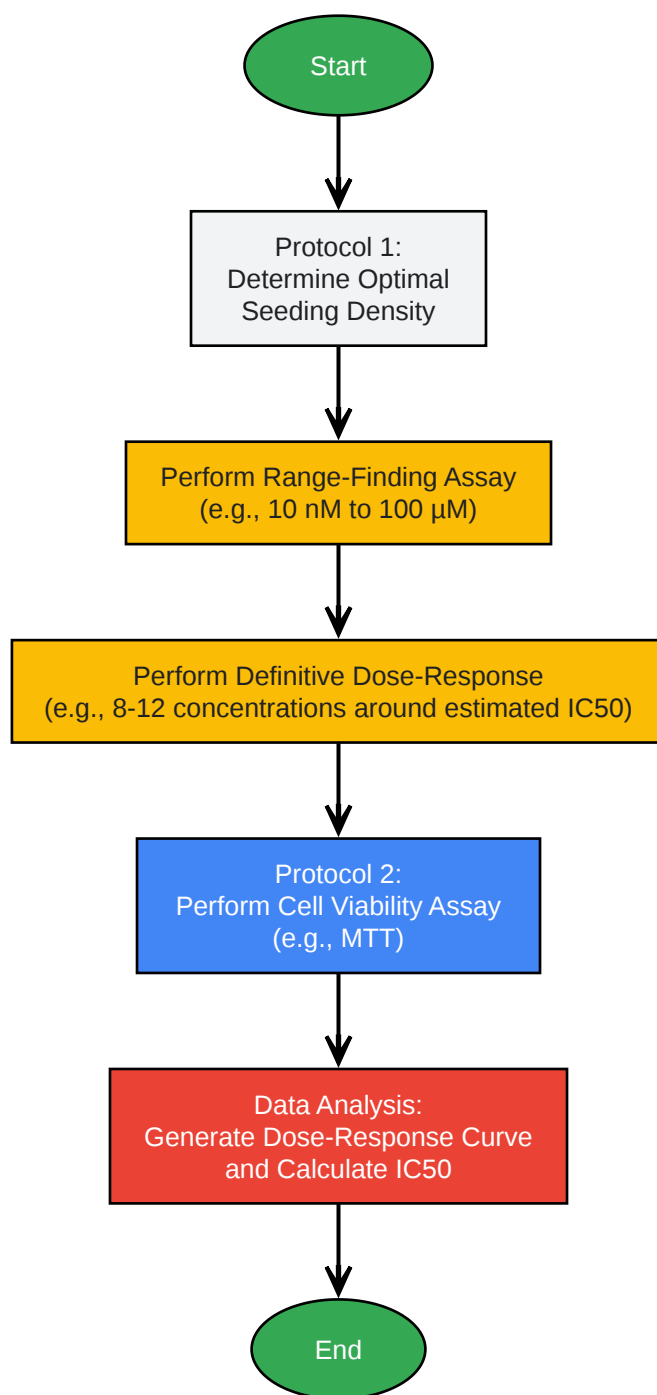 Start
Protocol 1:
Determine Optimal
Seeding Density
Perform Range-Finding Assay
(e.g., 10 nM to 100 µM)
Perform Definitive Dose-Response
(e.g., 8-12 concentrations around estimated IC50)
Protocol 2:
Perform Cell Viability Assay
(e.g., MTT)
Data Analysis:
Generate Dose-Response Curve
and Calculate IC50
End